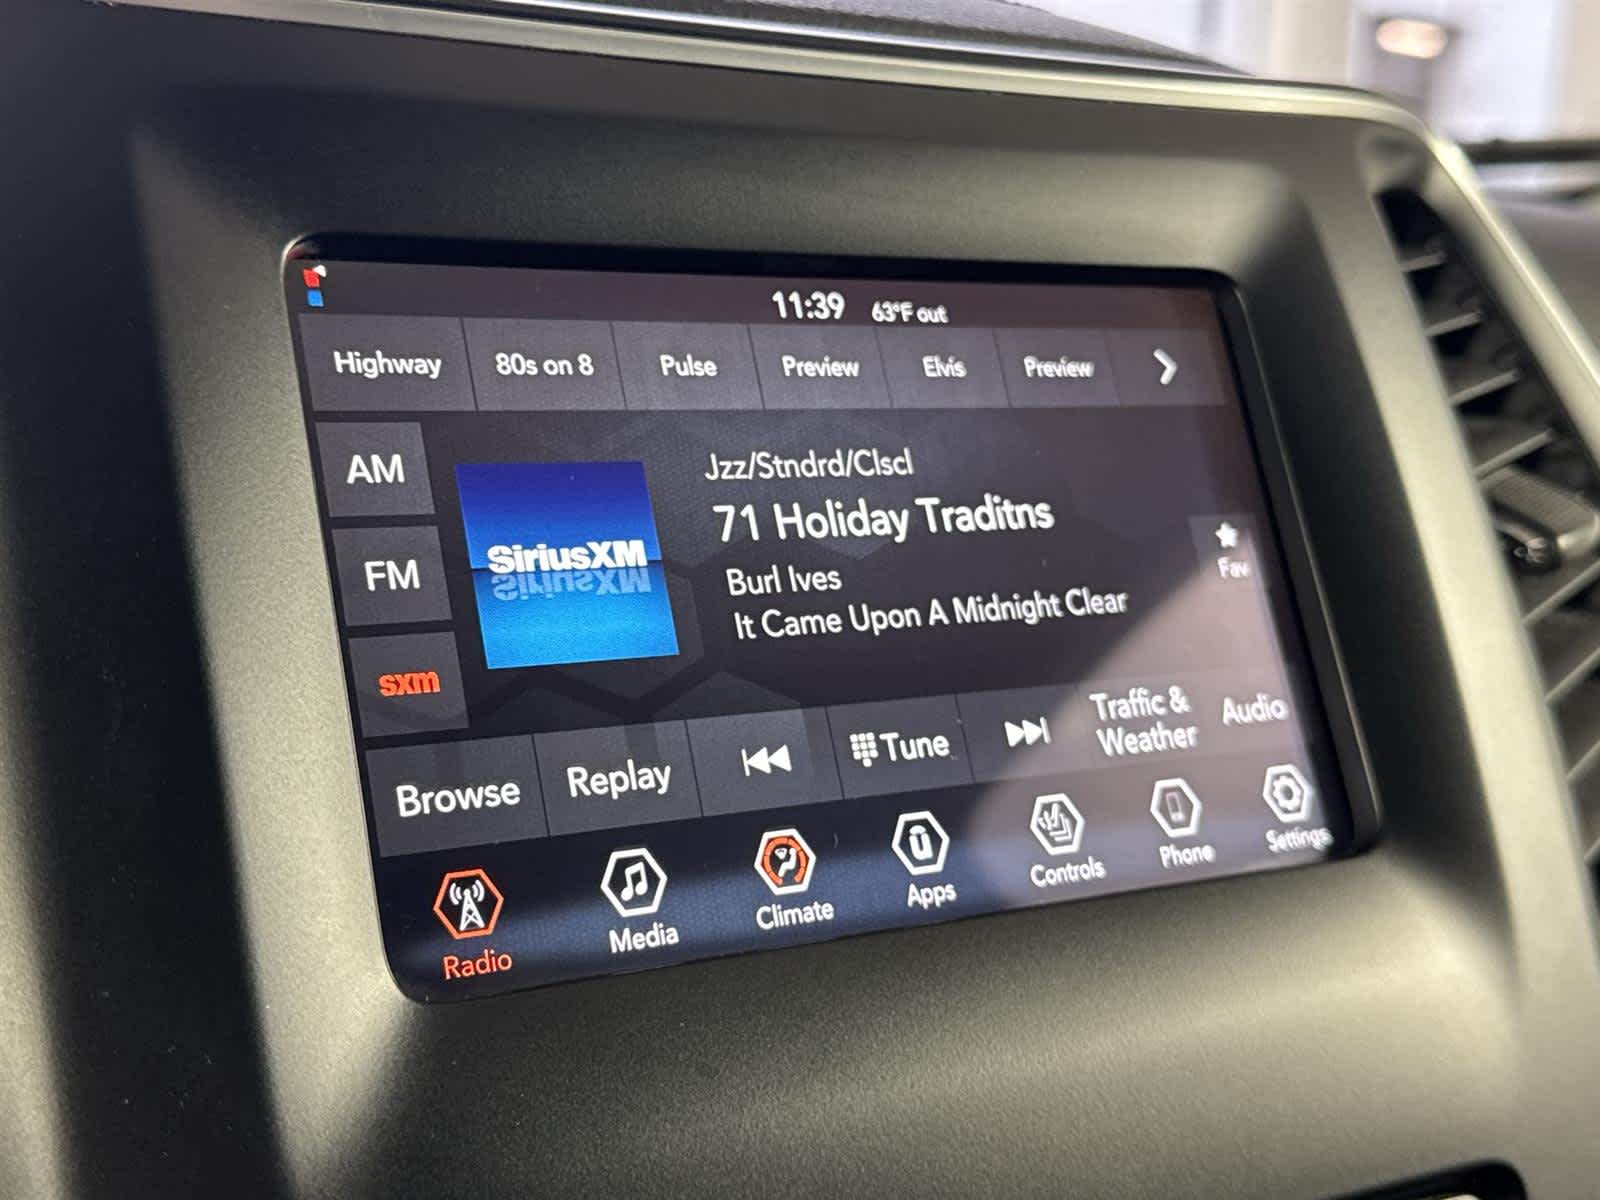 11:39 63°F out
Highway 80s on 8 Pulse Preview Elvis Preview
AM
FM
sxm
SiriusXM
Jzz/Stndrd/Clscl
71 Holiday Traditns
Burl Ives
It Came Upon A Midnight Clear
Fav
Browse Replay Tune Traffic & Weather Audio
Radio Media Climate Apps Controls Phone Settings